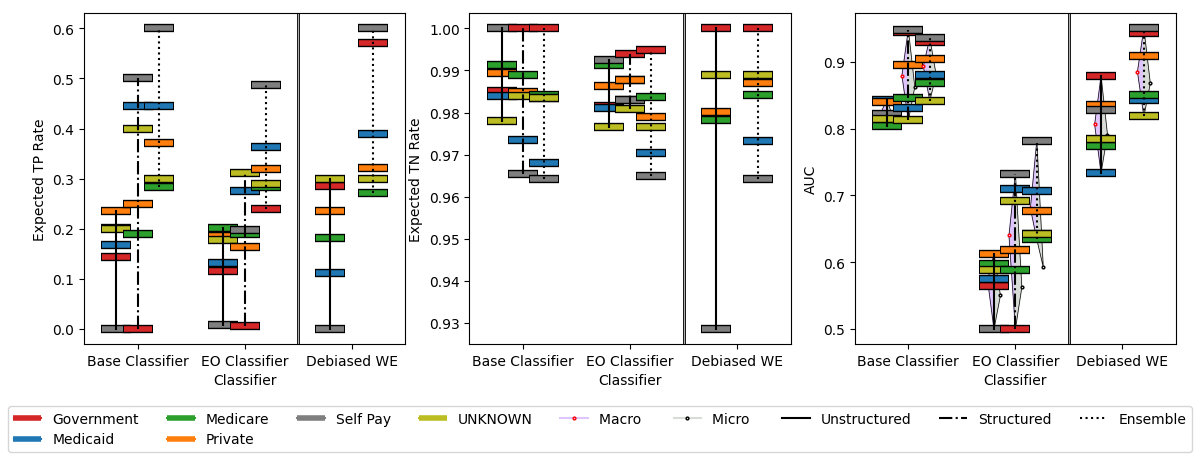 Expected TP Rate
0.6
0.5
0.4
0.3
0.2
0.1
0.0
Base Classifier EO Classifier Debiased WE
Classifier
Expected TN Rate
1.00
0.99
0.98
0.97
0.96
0.95
0.94
0.93
Base Classifier EO Classifier Debiased WE
Classifier
AUC
0.9
0.8
0.7
0.6
0.5
Base Classifier EO Classifier Debiased WE
Classifier
Government Medicare Self Pay UNKNOWN Macro Micro Unstructured Structured Ensemble
Medicaid Private